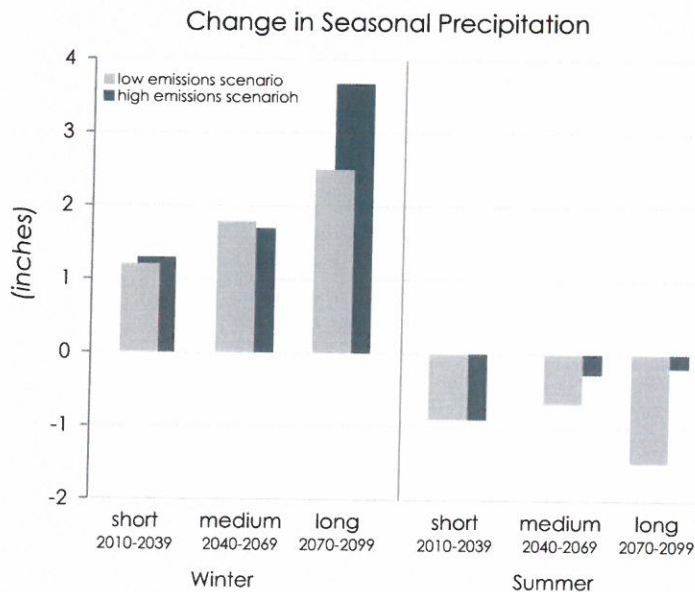 Change in Seasonal Precipitation
4
low emissions scenario
high emissions scenarioh
3
2
1
0
-1
-2
(inches)
short
medium
long
short
medium
long
2010-2039
2040-2069
2070-2099
2010-2039
2040-2069
2070-2099
Winter
Summer